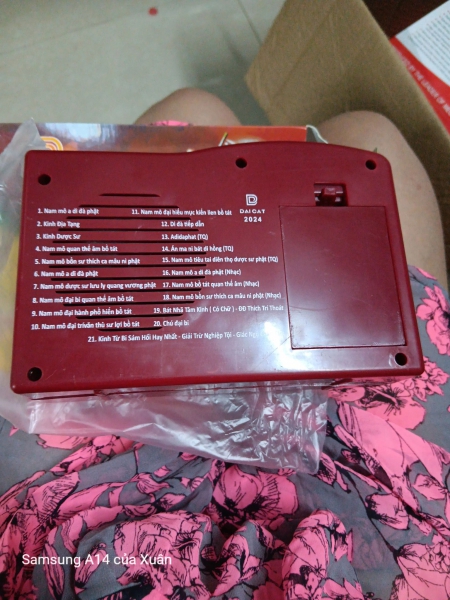 DAI CAT
2024
1. Nam mô a di đà phật
2. Kinh Địa Tạng
3. Kinh Dược Sư
4. Nam mô quan thế âm bồ tát
5. Nam mô bổn sư thích ca mâu ni phật
6. Nam mô a di đà phật
7. Nam mô dược sư lưu ly quang vương phật
8. Nam mô đại bi quan thế âm bồ tát
9. Nam mô đại hạnh phổ hiền bồ tát
10. Nam mô đại trí văn thù sư lợi bồ tát
11. Nam mô đại hiếu mục kiền liên bồ tát
12. Di đà tiếp dẫn
13. Adidaphat (TQ)
14. Án ma ni bát di hồng (TQ)
15. Nam mô tiêu tai diên thọ dược sư phật (TQ)
16. Nam mô a di đà phật (Nhạc)
17. Nam mô bồ tát quan thế âm (Nhạc)
18. Nam mô bổn sư thích ca mâu ni phật (Nhạc)
19. Bát Nhã Tâm Kinh ( Có Chữ ) - ĐĐ Thích Trí Thoát
20. Chú đại bi
21. Kinh Từ Bi Sám Hối Hay Nhất - Giải Trừ Nghiệp Tội -
Samsung A14 của Xuân